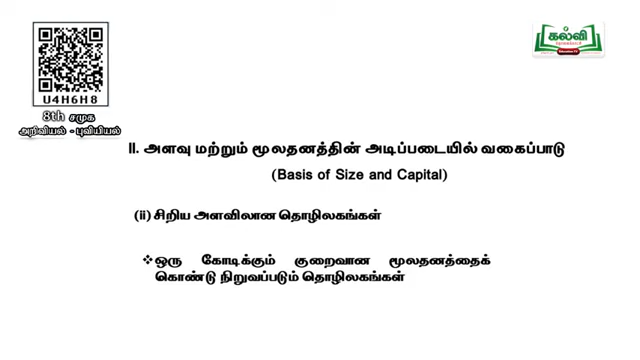 கல்வி
U4H6H8
8th சமூக
அறிவியல் - புவியியல்
II. அளவு மற்றும் மூலதனத்தின் அடிப்படையில் வகைப்பாடு
(Basis of Size and Capital)
(ii) சிறிய அளவிலான தொழிலகங்கள்
❖ஒரு கோடிக்கும் குறைவான மூலதனத்தைக்
கொண்டு நிறுவப்படும் தொழிலகங்கள்